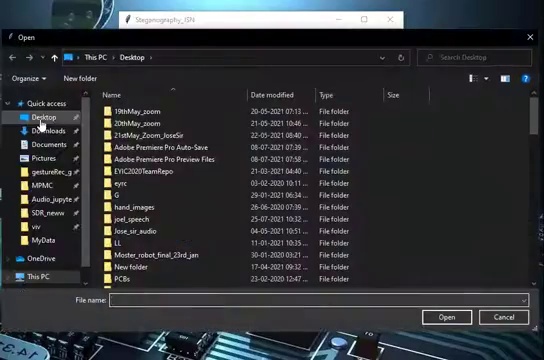 Steganography_JSN
Open
This PC > Desktop >
Search Desktop
Organize
New folder
Name
Date modified
Type
Size
Quick access
Desktop
Downloads
Documents
Pictures
gestureRec_g
MPMC
Audio_jupyte
SDR_neww
viv
MyData
OneDrive
This PC
19thMay_zoom 20-05-2021 07:13 ... File folder
20thMay_zoom 21-05-2021 10:46 ... File folder
21stMay_Zoom_JoseSir 22-05-2021 08:40 ... File folder
Adobe Premiere Pro Auto-Save 08-07-2021 07:39 ... File folder
Adobe Premiere Pro Preview Files 08-07-2021 07:58 ... File folder
EYIC2020TeamRepo 21-03-2021 04:40 ... File folder
eyrc 03-02-2020 10:11 ... File folder
G 29-01-2021 06:34 ... File folder
hand_images 26-06-2020 07:39 ... File folder
joel_speech 25-07-2021 10:32 ... File folder
Jose_sir_audio 04-05-2021 10:51 ... File folder
LL 11-01-2021 10:35 ... File folder
Moster_robot_final_23rd_jan 30-01-2021 03:21 ... File folder
New folder 17-04-2021 09:32 ... File folder
PCBs 23-02-2020 12:47 ... File folder
File name:
Open
Cancel